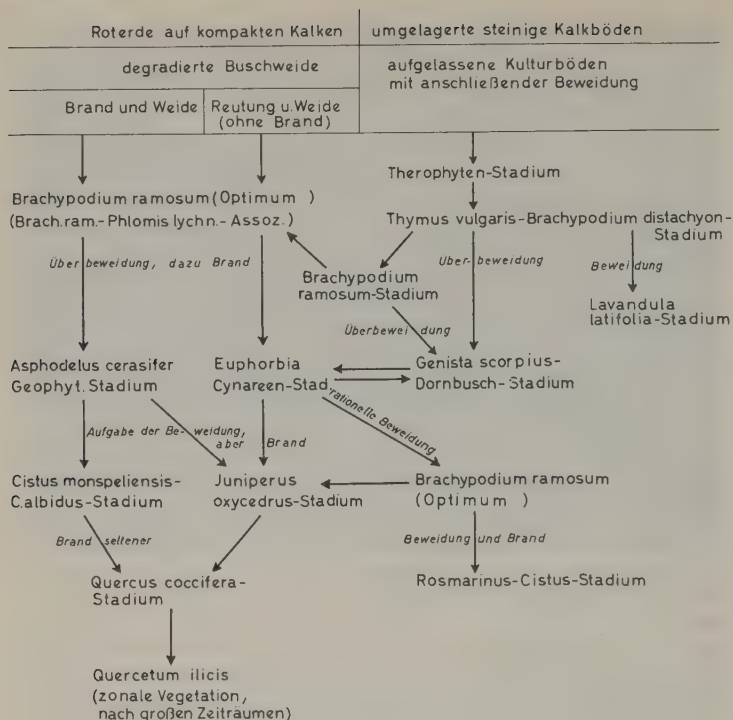 Roterde auf kompakten Kalken
umgelagerte steinige Kalkböden
degradierte Buschweide
aufgelassene Kulturböden
mit anschließender Beweidung
Brand und Weide
Reutung u. Weide
(ohne Brand)
Therophyten-Stadium
Brachypodium ramosum (Optimum )
(Brach. ram.- Phlomis lychn.- Assoz.)
Thymus vulgaris-Brachypodium distachyon-
Stadium
Überbeweidung, dazu Brand
Brachypodium
ramosum-Stadium
Über-beweidung
Beweidung
Lavandula
latifolia-Stadium
Überbeweidung
Asphodelus cerasifer
Geophyt. Stadium
Euphorbia
Cynareen-Stad.
Genista scorpius-
Dornbusch-Stadium
rationelle Beweidung
Aufgabe der Be-weidung,
aber
Brand
Cistus monspeliensis-
C.albidus-Stadium
Juniperus
oxycedrus-Stadium
Brachypodium ramosum
(Optimum )
Brand seltener
Beweidung und Brand
Quercus coccifera-
Stadium
Rosmarinus-Cistus-Stadium
Quercetum ilicis
(zonale Vegetation,
nach großen Zeiträumen)